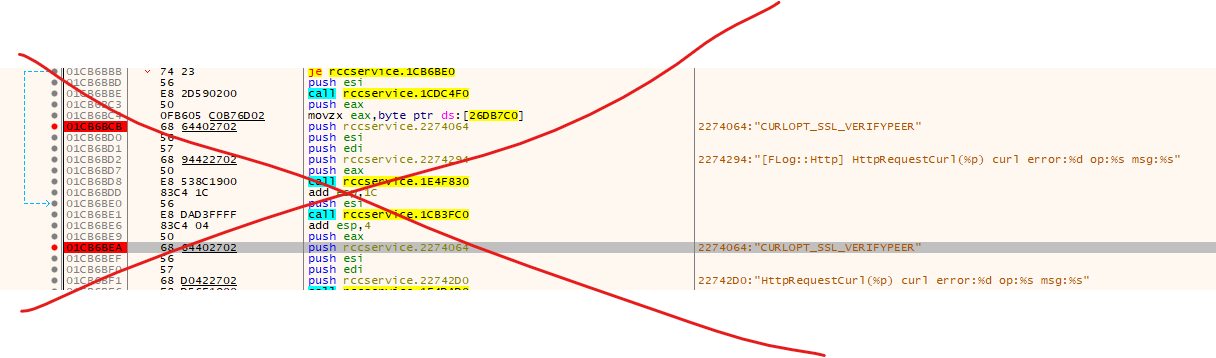 01CB6BBB 74 23 je rccservice.1CB6BE0
01CB6BBD 56 push esi
01CB6BBE E8 2D590200 call rccservice.1CDC4F0
01CB6BC3 50 push eax
01CB6BC4 0FB605 C0B76D02 movzx eax,byte ptr ds:[26DB7C0]
01CB6BCB 68 64402702 push rccservice.2274064 2274064:"CURLOPT_SSL_VERIFYPEER"
01CB6BD0 56 push esi
01CB6BD1 57 push edi
01CB6BD2 68 94422702 push rccservice.2274294 2274294:"[FLog::Http] HttpRequestCurl(%p) curl error:%d op:%s msg:%s"
01CB6BD7 50 push eax
01CB6BD8 E8 538C1900 call rccservice.1E4F830
01CB6BDD 83C4 1C add esp,1C
01CB6BE0 56 push esi
01CB6BE1 E8 DAD3FFFF call rccservice.1CB3FC0
01CB6BE6 83C4 04 add esp,4
01CB6BE9 50 push eax
01CB6BEA 68 64402702 push rccservice.2274064 2274064:"CURLOPT_SSL_VERIFYPEER"
01CB6BEF 56 push esi
01CB6BF0 57 push edi
01CB6BF1 68 D0422702 push rccservice.22742D0 22742D0:"HttpRequestCurl(%p) curl error:%d op:%s msg:%s"